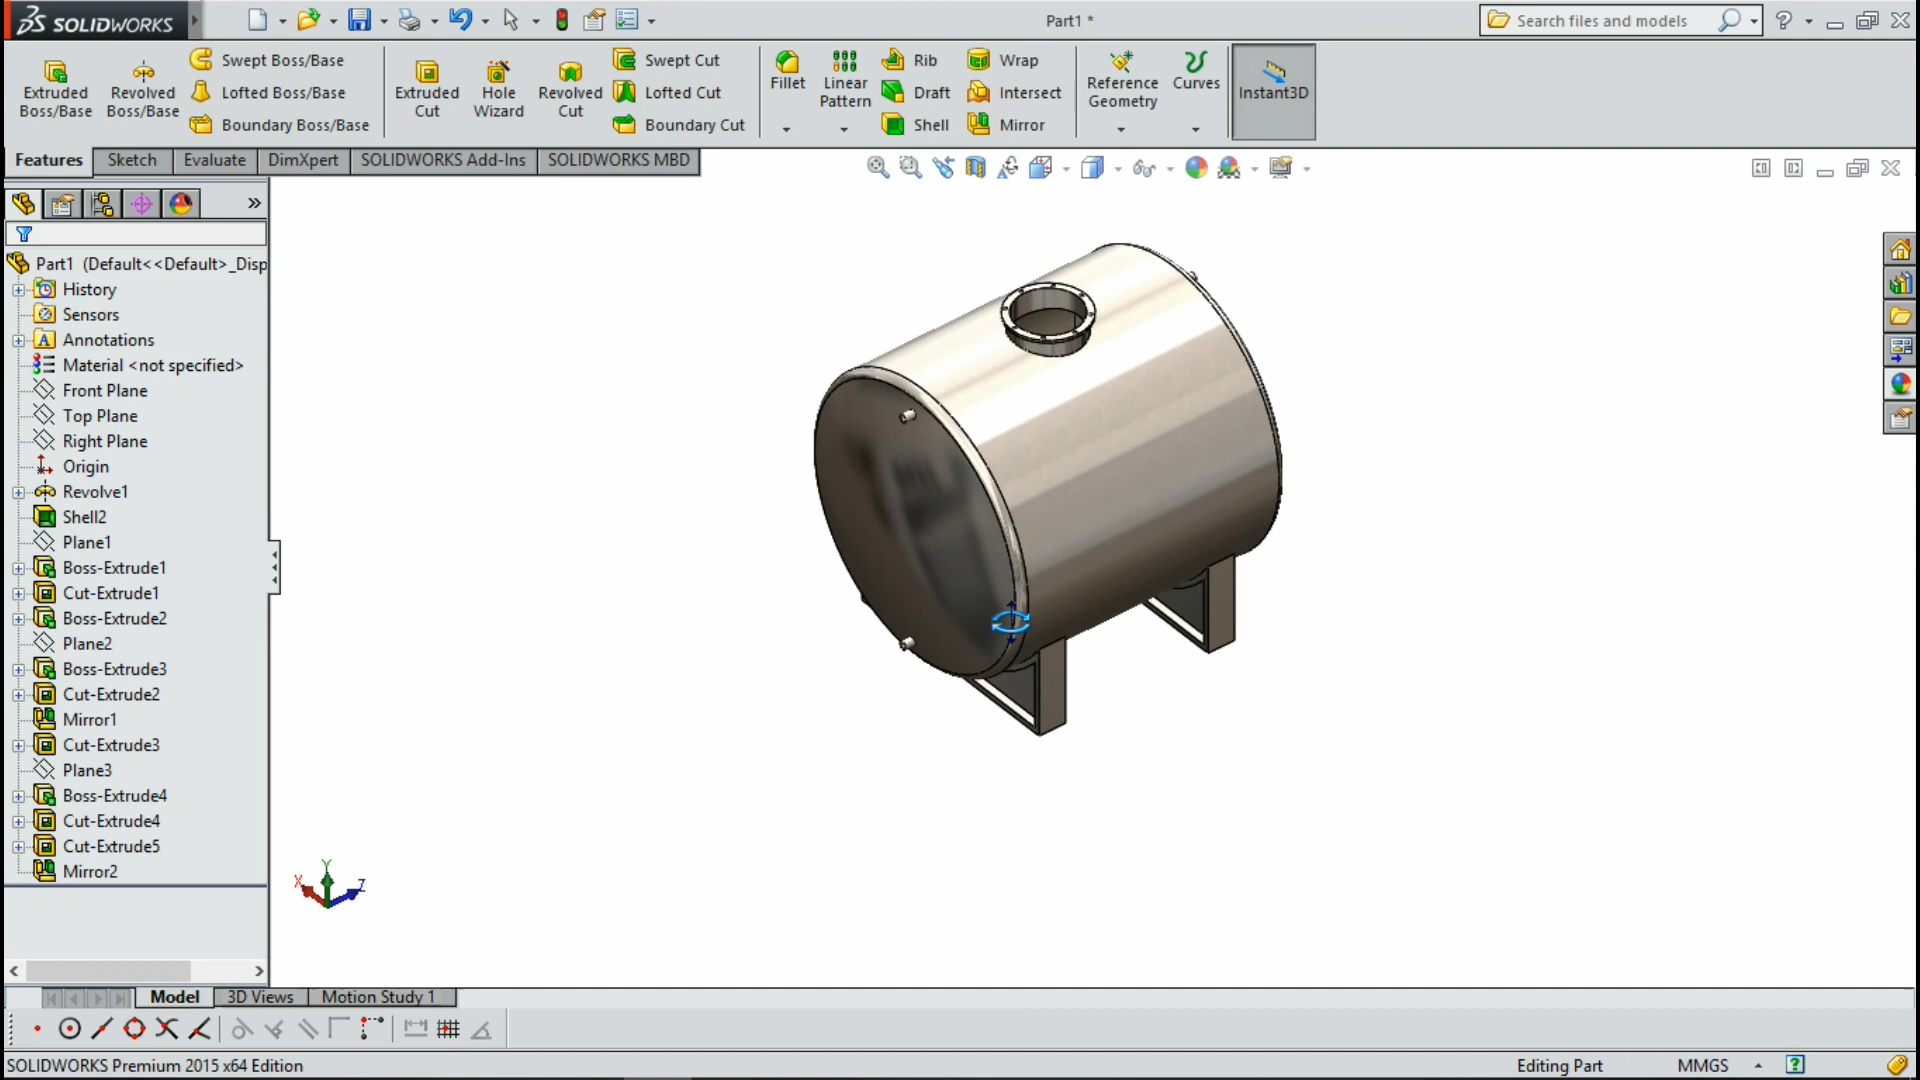 SOLIDWORKS
Part1 *
Search files and models
Extruded Boss/Base
Revolved Boss/Base
Swept Boss/Base
Lofted Boss/Base
Boundary Boss/Base
Extruded Cut
Hole Wizard
Revolved Cut
Swept Cut
Lofted Cut
Boundary Cut
Fillet
Linear Pattern
Rib
Draft
Shell
Wrap
Intersect
Mirror
Reference Geometry
Curves
Instant3D
Features Sketch Evaluate DimXpert SOLIDWORKS Add-Ins SOLIDWORKS MBD
Part1 (Default<<Default>_Disp
History
Sensors
Annotations
Material <not specified>
Front Plane
Top Plane
Right Plane
Origin
Revolve1
Shell2
Plane1
Boss-Extrude1
Cut-Extrude1
Boss-Extrude2
Plane2
Boss-Extrude3
Cut-Extrude2
Mirror1
Cut-Extrude3
Plane3
Boss-Extrude4
Cut-Extrude4
Cut-Extrude5
Mirror2
Y
X
Z
Model 3D Views Motion Study 1
SOLIDWORKS Premium 2015 x64 Edition
Editing Part
MMGS